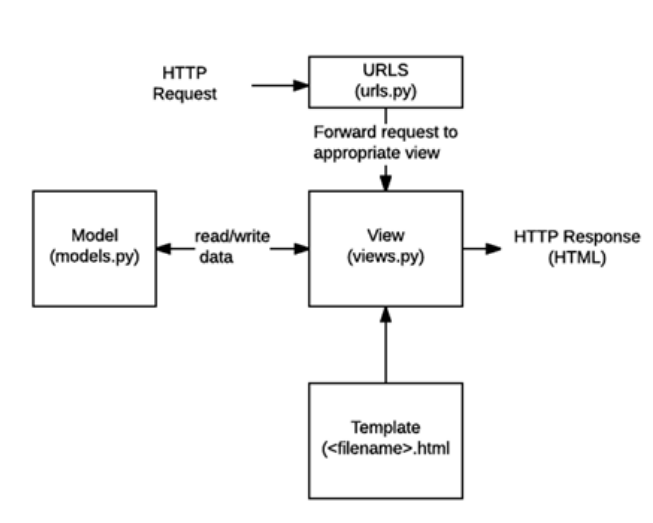 HTTP
Request
URLS
(urls.py)
Forward request to
appropriate view
Model
(models.py)
read/write
data
View
(views.py)
HTTP Response
(HTML)
Template
(<filename>.html